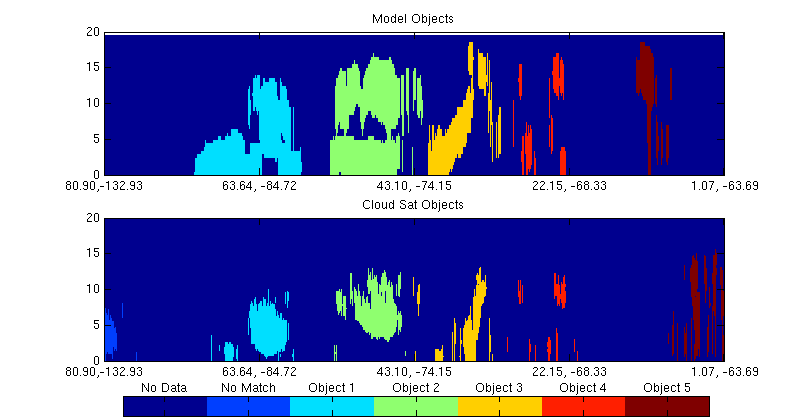 Model Objects
20
15
10
5
0
80.90,-132.93 63.64, -84.72 43.10, -74.15 22.15, -68.33 1.07, -63.69
Cloud Sat Objects
20
15
10
5
0
80.90,-132.93 63.64, -84.72 43.10, -74.15 22.15, -68.33 1.07, -63.69
No Data No Match Object 1 Object 2 Object 3 Object 4 Object 5